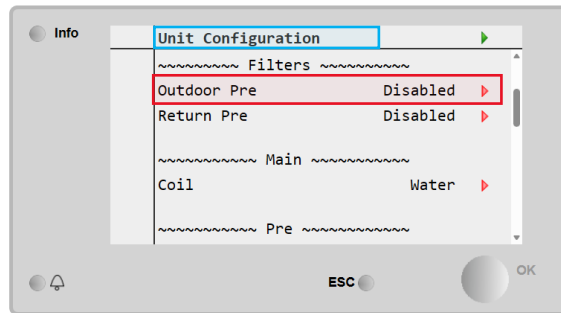 Info
Unit Configuration
~~~~~~~~~ Filters ~~~~~~~~~~
Outdoor Pre Disabled
Return Pre Disabled
~~~~~~~~~~~ Main ~~~~~~~~~~~
Coil Water
~~~~~~~~~~~ Pre ~~~~~~~~~~~~
ESC
OK